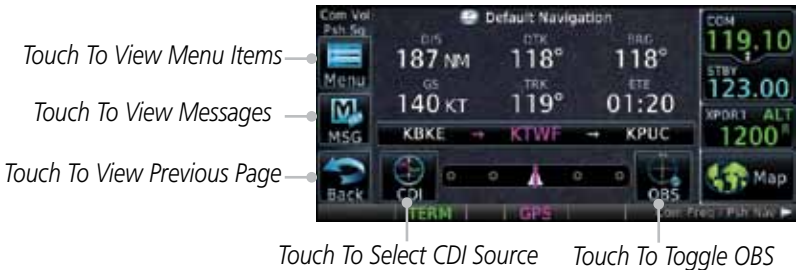 Com Vol
Psh Sq
Default Navigation
DIS
187 NM
DTK
118°
BRG
118°
GS
140 KT
TRK
119°
ETE
01:20
KBKE → KTWF → KPUC
Menu
MSG
Back
CDI
OBS
TERM
GPS
Com Freq / Psh Nav
COM
119.10
STBY
123.00
XPDR1 ALT
1200 R
Map
Touch To View Menu Items
Touch To View Messages
Touch To View Previous Page
Touch To Select CDI Source
Touch To Toggle OBS